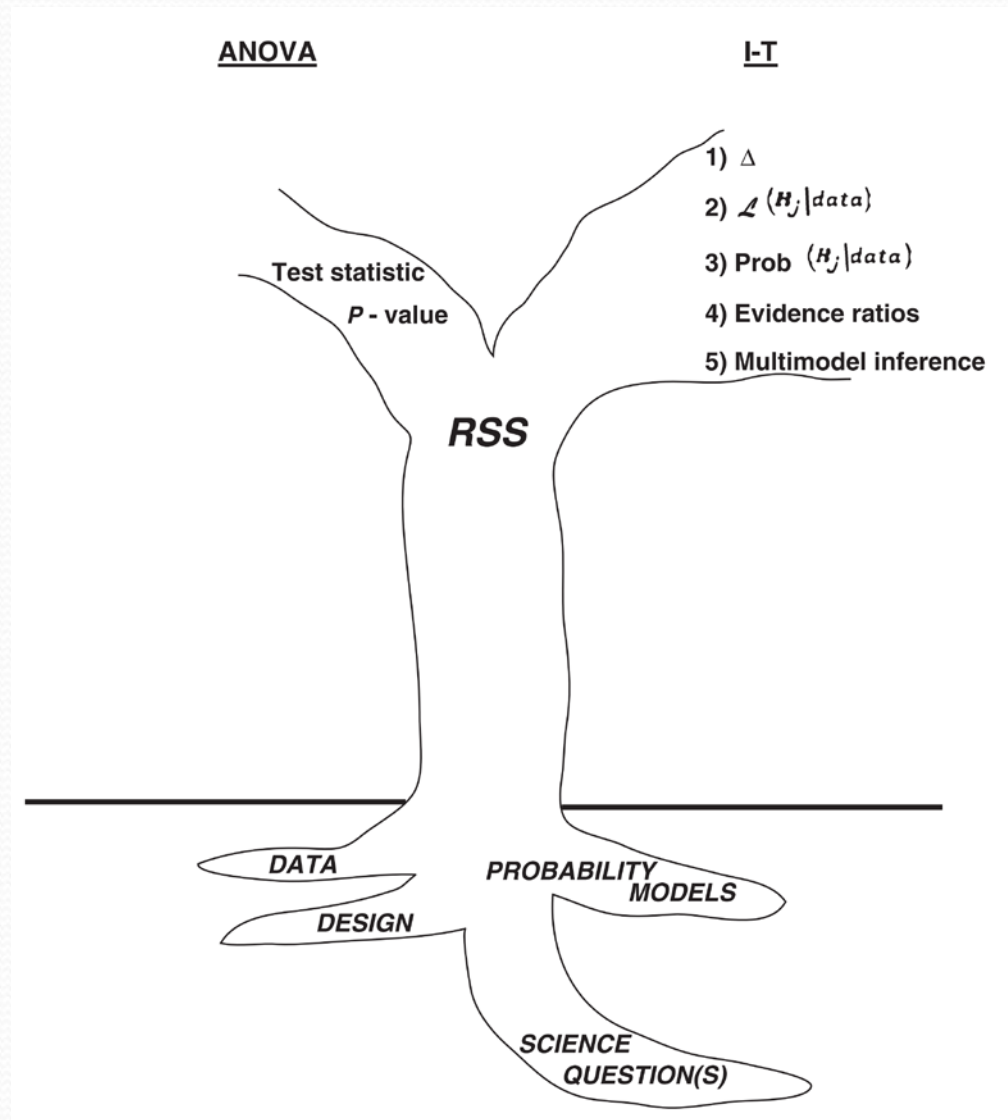 ANOVA
I-T
Test statistic
P - value
1) Δ
2) ℒ (Hj|data)
3) Prob (Hj|data)
4) Evidence ratios
5) Multimodel inference
RSS
DATA
DESIGN
PROBABILITY
MODELS
SCIENCE
QUESTION(S)